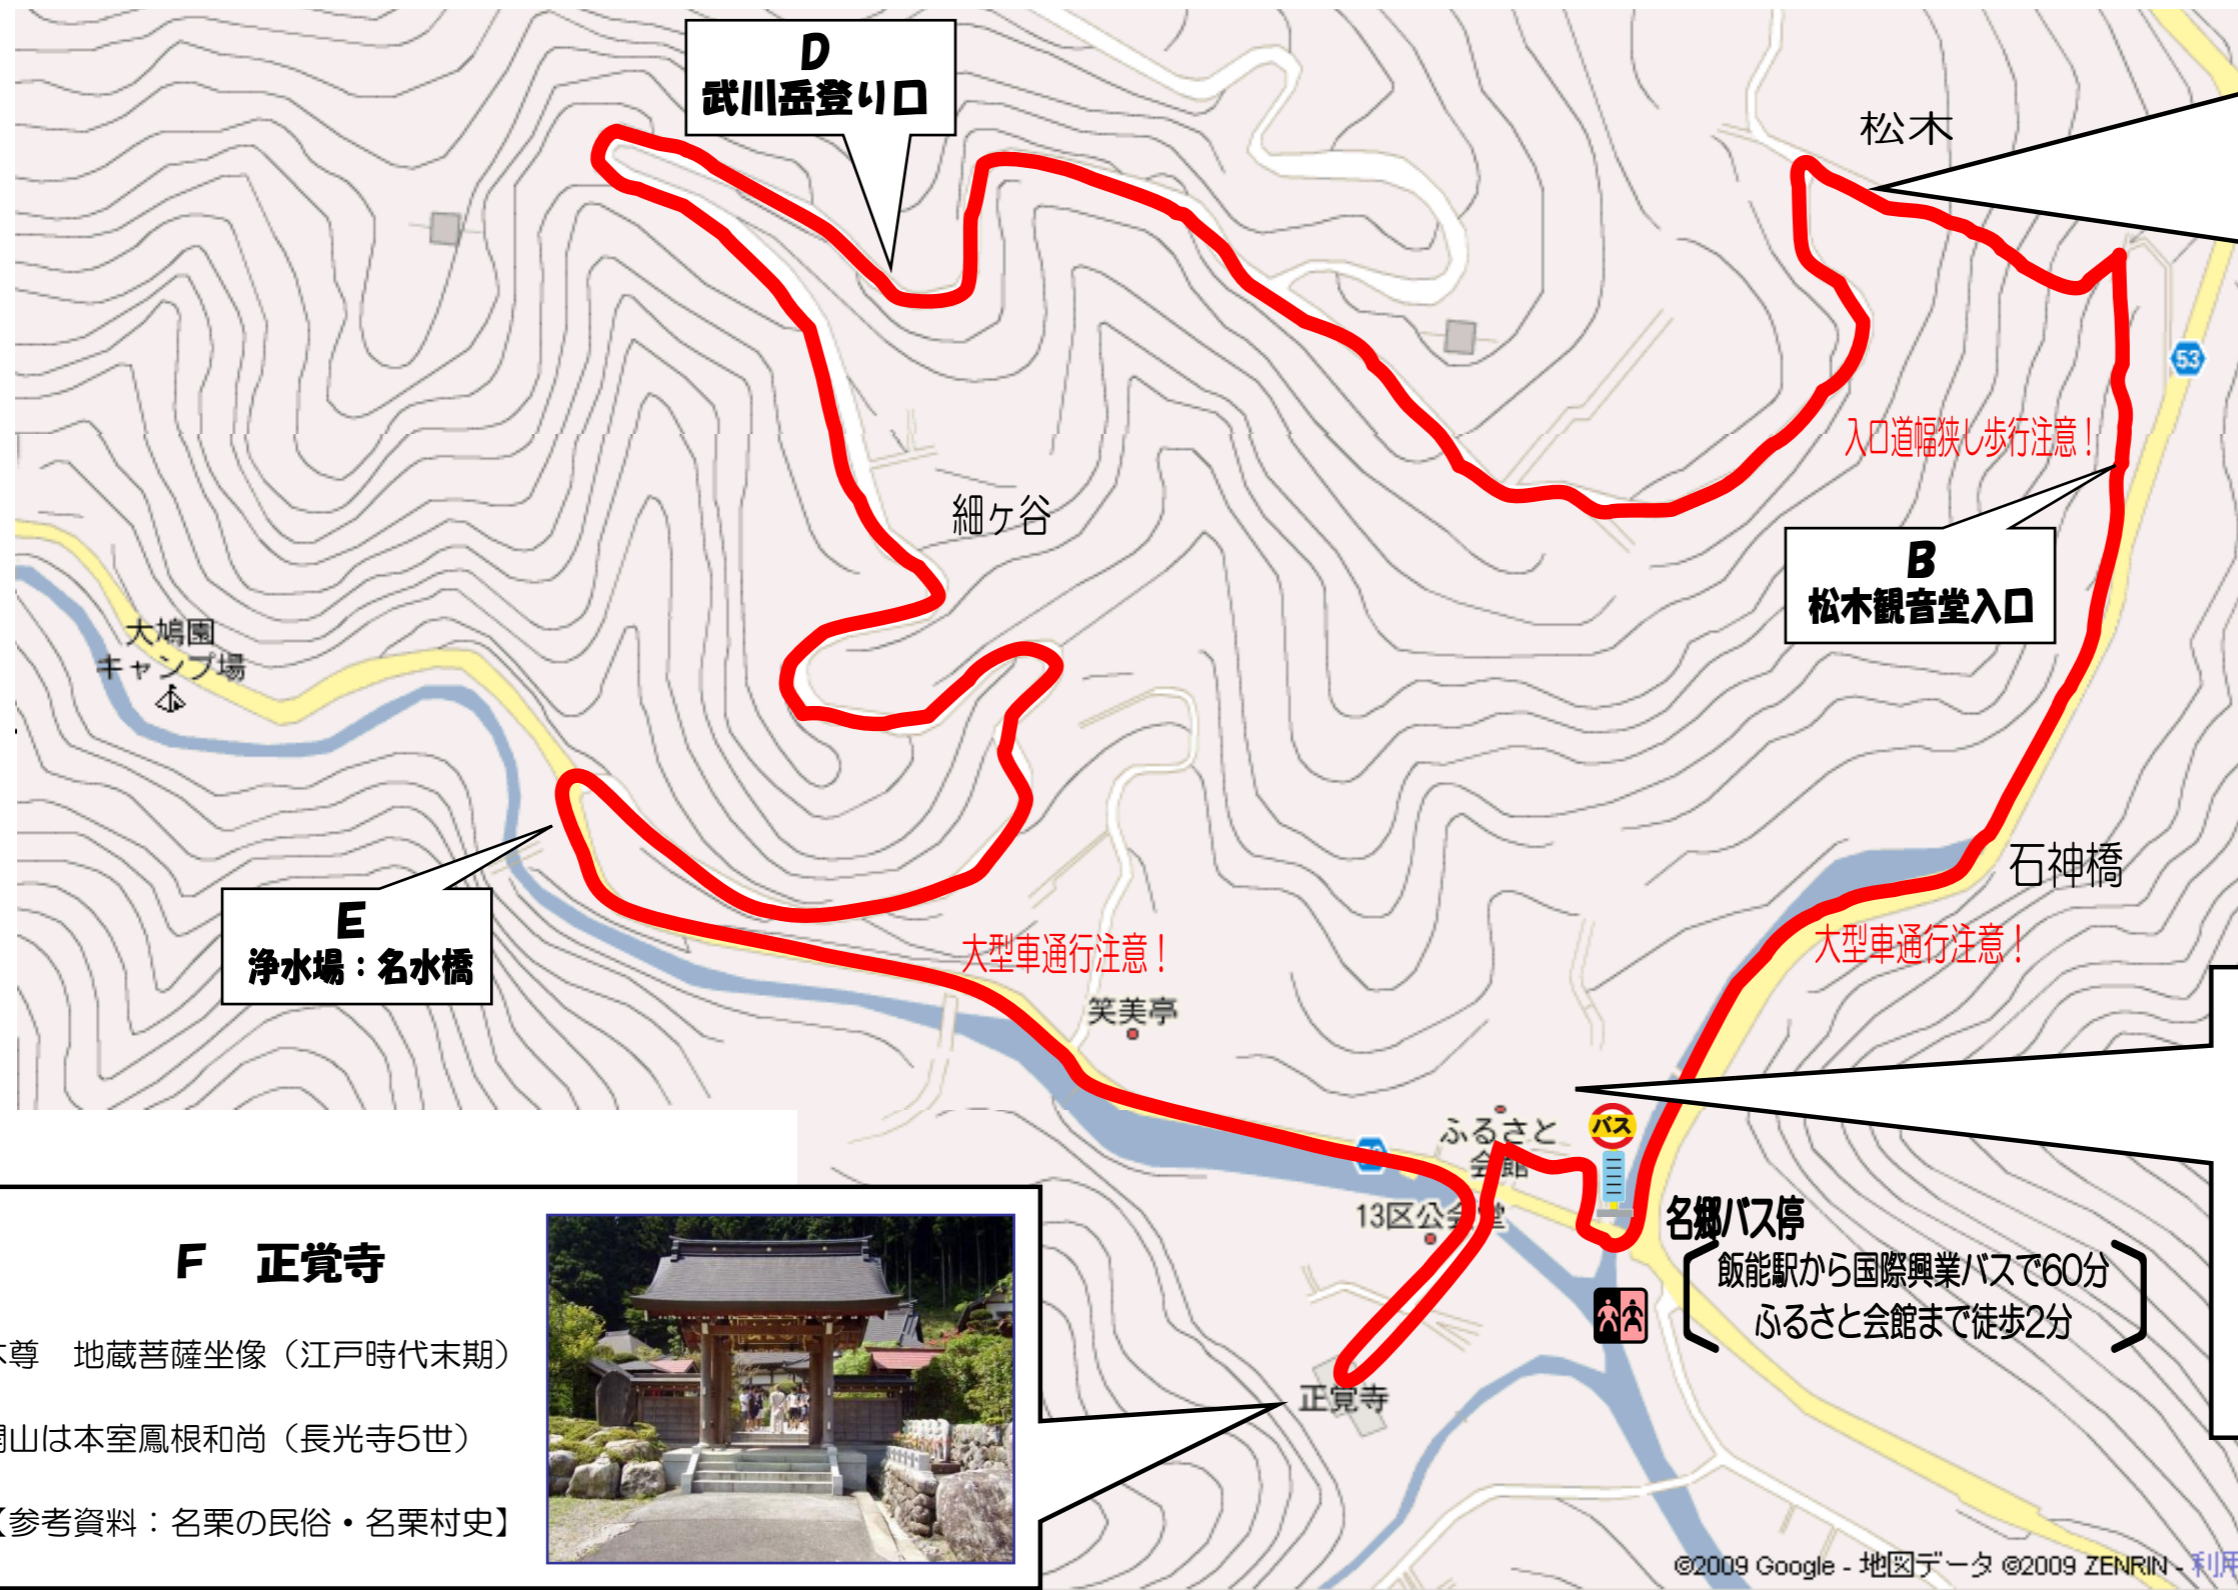 D
武川岳登り口
松木
53
入口道幅狭し歩行注意！
細ヶ谷
B
松木観音堂入口
大鳩園
キャンプ場
石神橋
E
浄水場：名水橋
大型車通行注意！
大型車通行注意！
笑美亭
ふるさと
会館
バス
13区公会堂
名郷バス停
飯能駅から国際興業バスで60分
ふるさと会館まで徒歩2分
正覚寺
F　正覚寺
本尊　地蔵菩薩坐像（江戸時代末期）
開山は本室鳳根和尚（長光寺5世）
【参考資料：名栗の民俗・名栗村史】
©2009 Google - 地図データ ©2009 ZENRIN - 利用